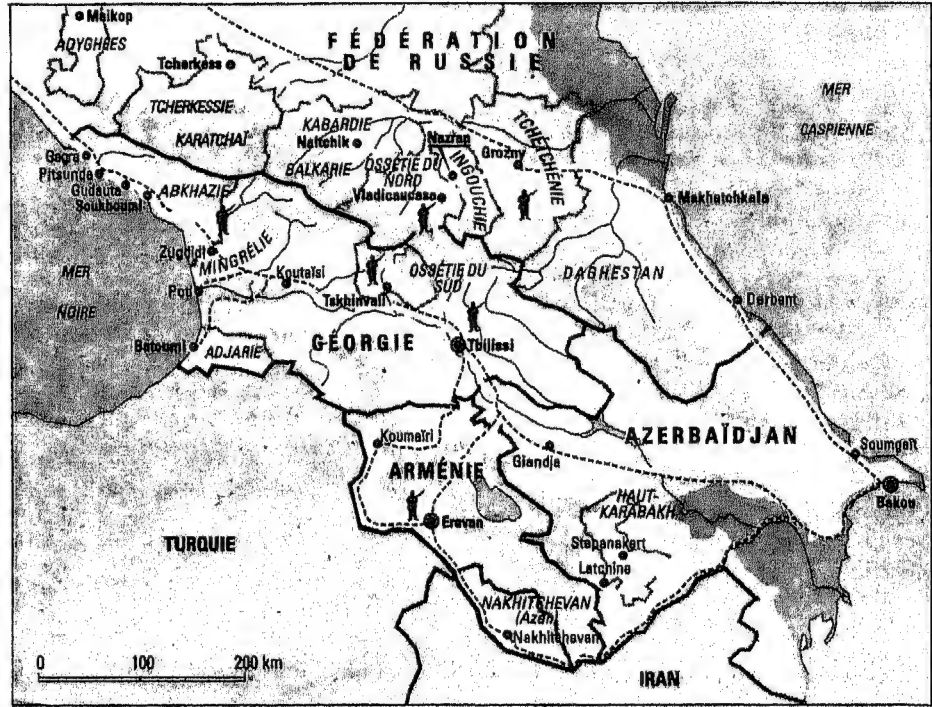 Maikop
ADYGHÉES
FÉDÉRATION
DE RUSSIE
Tcherkess
TCHERKESSIE
KARATCHAÏ
KABARDIE
Naltchik
BALKARIE
OSSÉTIE DU
NORD
Vladicaucase
Nazran
INGOUCHIE
Grozny
TCHÉTCHÉNIE
MER
CASPIENNE
Makhatchkala
Gagra
Pitsunda
Gudauta
Soukhoumi
ABKHAZIE
Zugdidi
MINGRÉLIE
MER
NOIRE
Poti
Koutaïsi
Tskhinvali
OSSÉTIE DU
SUD
DAGHESTAN
Derbent
Batoumi
ADJARIE
GÉORGIE
Tbilissi
Koumaïri
ARMÉNIE
Giandja
AZERBAÏDJAN
Soumgaït
Bakou
HAUT-
KARABAKH
Stepanakert
Latchine
Erevan
TURQUIE
NAKHITCHEVAN
(Azer)
Nakhitchevan
0 100 200 km
IRAN